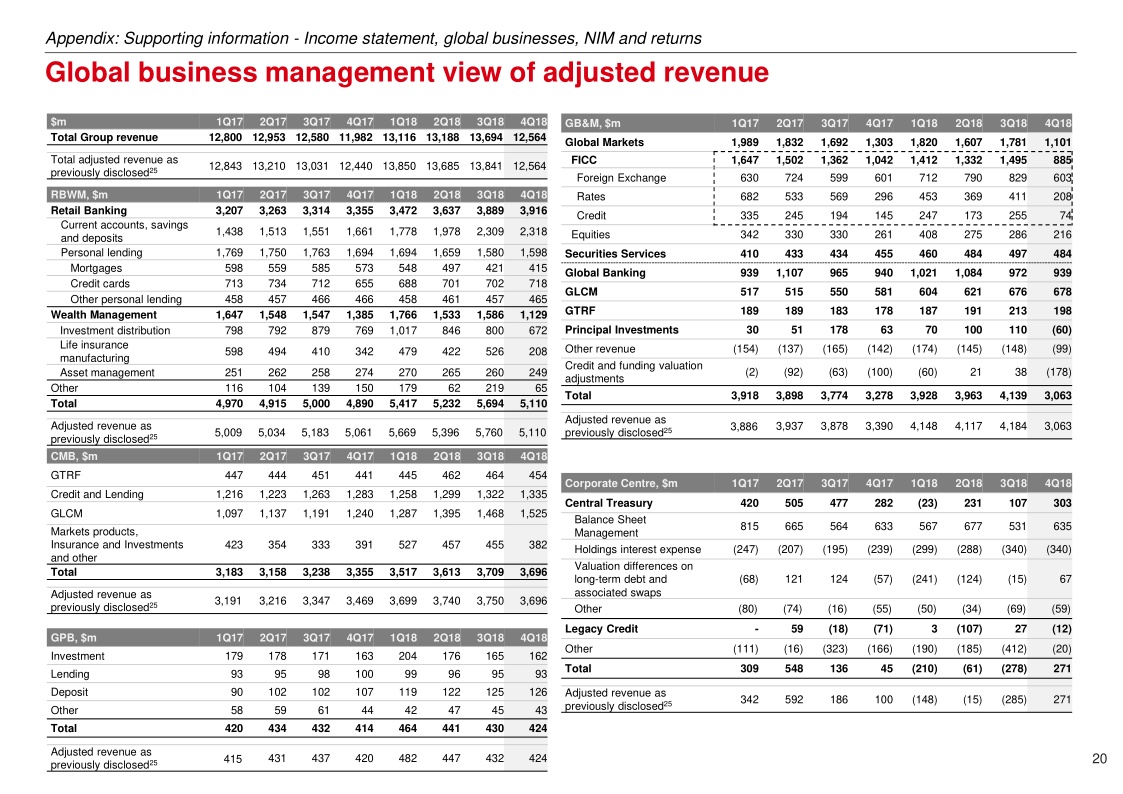 Appendix: Supporting information - Income statement, global businesses, NIM and returns
Global business management view of adjusted revenue
$m 1Q17 2Q17 3Q17 4Q17 1Q18 2Q18 3Q18 4Q18
Total Group revenue 12,800 12,953 12,580 11,982 13,116 13,188 13,694 12,564
Total adjusted revenue as
previously disclosed25 12,843 13,210 13,031 12,440 13,850 13,685 13,841 12,564
RBWM, $m 1Q17 2Q17 3Q17 4Q17 1Q18 2Q18 3Q18 4Q18
Retail Banking 3,207 3,263 3,314 3,355 3,472 3,637 3,889 3,916
Current accounts, savings
and deposits 1,438 1,513 1,551 1,661 1,778 1,978 2,309 2,318
Personal lending 1,769 1,750 1,763 1,694 1,694 1,659 1,580 1,598
Mortgages 598 559 585 573 548 497 421 415
Credit cards 713 734 712 655 688 701 702 718
Other personal lending 458 457 466 466 458 461 457 465
Wealth Management 1,647 1,548 1,547 1,385 1,766 1,533 1,586 1,129
Investment distribution 798 792 879 769 1,017 846 800 672
Life insurance
manufacturing 598 494 410 342 479 422 526 208
Asset management 251 262 258 274 270 265 260 249
Other 116 104 139 150 179 62 219 65
Total 4,970 4,915 5,000 4,890 5,417 5,232 5,694 5,110
Adjusted revenue as
previously disclosed25 5,009 5,034 5,183 5,061 5,669 5,396 5,760 5,110
CMB, $m 1Q17 2Q17 3Q17 4Q17 1Q18 2Q18 3Q18 4Q18
GTRF 447 444 451 441 445 462 464 454
Credit and Lending 1,216 1,223 1,263 1,283 1,258 1,299 1,322 1,335
GLCM 1,097 1,137 1,191 1,240 1,287 1,395 1,468 1,525
Markets products,
Insurance and Investments
and other 423 354 333 391 527 457 455 382
Total 3,183 3,158 3,238 3,355 3,517 3,613 3,709 3,696
Adjusted revenue as
previously disclosed25 3,191 3,216 3,347 3,469 3,699 3,740 3,750 3,696
GPB, $m 1Q17 2Q17 3Q17 4Q17 1Q18 2Q18 3Q18 4Q18
Investment 179 178 171 163 204 176 165 162
Lending 93 95 98 100 99 96 95 93
Deposit 90 102 102 107 119 122 125 126
Other 58 59 61 44 42 47 45 43
Total 420 434 432 414 464 441 430 424
Adjusted revenue as
previously disclosed25 415 431 437 420 482 447 432 424
GB&M, $m 1Q17 2Q17 3Q17 4Q17 1Q18 2Q18 3Q18 4Q18
Global Markets 1,989 1,832 1,692 1,303 1,820 1,607 1,781 1,101
FICC 1,647 1,502 1,362 1,042 1,412 1,332 1,495 885
Foreign Exchange 630 724 599 601 712 790 829 603
Rates 682 533 569 296 453 369 411 208
Credit 335 245 194 145 247 173 255 74
Equities 342 330 330 261 408 275 286 216
Securities Services 410 433 434 455 460 484 497 484
Global Banking 939 1,107 965 940 1,021 1,084 972 939
GLCM 517 515 550 581 604 621 676 678
GTRF 189 189 183 178 187 191 213 198
Principal Investments 30 51 178 63 70 100 110 (60)
Other revenue (154) (137) (165) (142) (174) (145) (148) (99)
Credit and funding valuation
adjustments (2) (92) (63) (100) (60) 21 38 (178)
Total 3,918 3,898 3,774 3,278 3,928 3,963 4,139 3,063
Adjusted revenue as
previously disclosed25 3,886 3,937 3,878 3,390 4,148 4,117 4,184 3,063
Corporate Centre, $m 1Q17 2Q17 3Q17 4Q17 1Q18 2Q18 3Q18 4Q18
Central Treasury 420 505 477 282 (23) 231 107 303
Balance Sheet
Management 815 665 564 633 567 677 531 635
Holdings interest expense (247) (207) (195) (239) (299) (288) (340) (340)
Valuation differences on
long-term debt and
associated swaps (68) 121 124 (57) (241) (124) (15) 67
Other (80) (74) (16) (55) (50) (34) (69) (59)
Legacy Credit - 59 (18) (71) 3 (107) 27 (12)
Other (111) (16) (323) (166) (190) (185) (412) (20)
Total 309 548 136 45 (210) (61) (278) 271
Adjusted revenue as
previously disclosed25 342 592 186 100 (148) (15) (285) 271
20